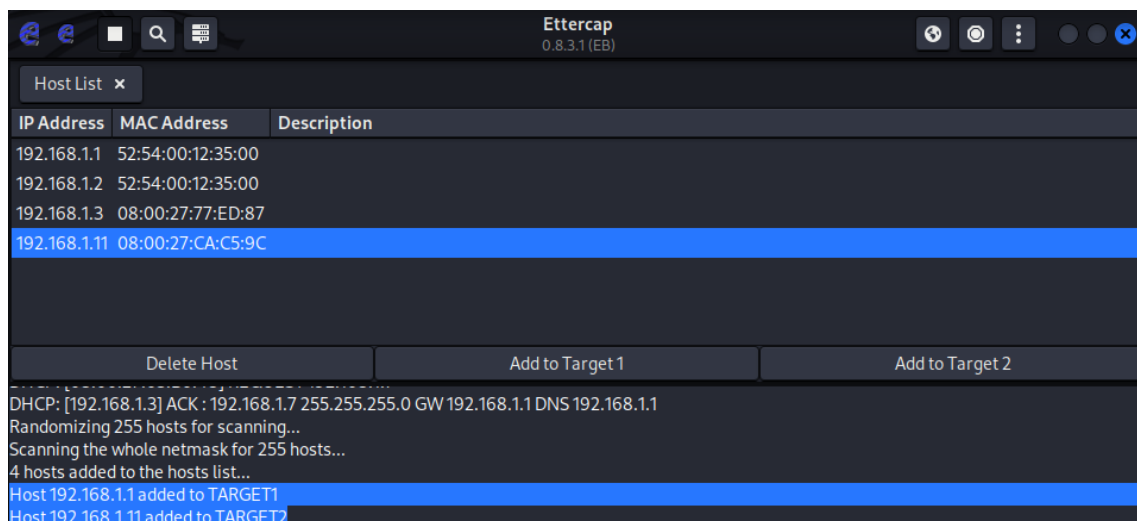 Ettercap
0.8.3.1 (EB)
Host List ×
IP Address MAC Address Description
192.168.1.1 52:54:00:12:35:00
192.168.1.2 52:54:00:12:35:00
192.168.1.3 08:00:27:77:ED:87
192.168.1.11 08:00:27:CA:C5:9C
Delete Host Add to Target 1 Add to Target 2
DHCP: [192.168.1.3] ACK : 192.168.1.7 255.255.255.0 GW 192.168.1.1 DNS 192.168.1.1
Randomizing 255 hosts for scanning...
Scanning the whole netmask for 255 hosts...
4 hosts added to the hosts list...
Host 192.168.1.1 added to TARGET1
Host 192.168.1.11 added to TARGET2